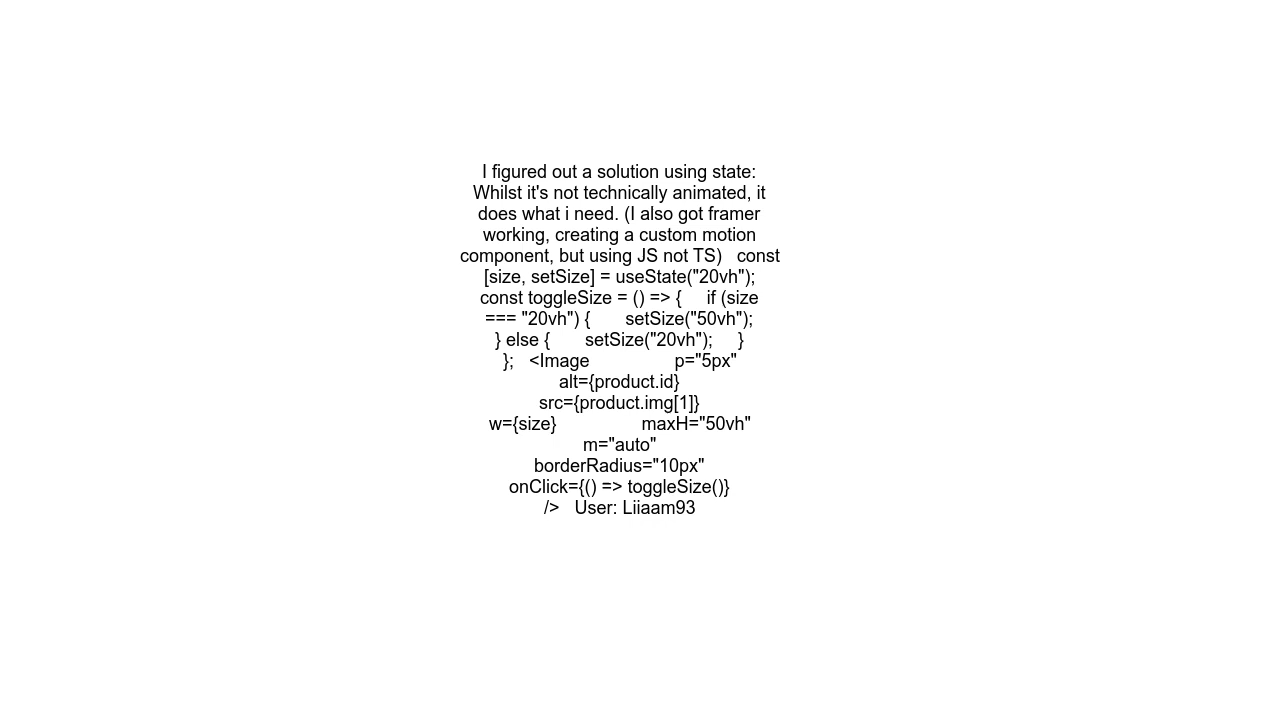 I figured out a solution using state:
Whilst it's not technically animated, it
does what i need. (I also got framer
working, creating a custom motion
component, but using JS not TS)   const
[size, setSize] = useState("20vh");
const toggleSize = () => {     if (size
=== "20vh") {       setSize("50vh");
} else {       setSize("20vh");     }
};   <Image                 p="5px"
alt={product.id}
src={product.img[1]}
w={size}                 maxH="50vh"
m="auto"
borderRadius="10px"
onClick={() => toggleSize()}
/>   User: Liiaam93